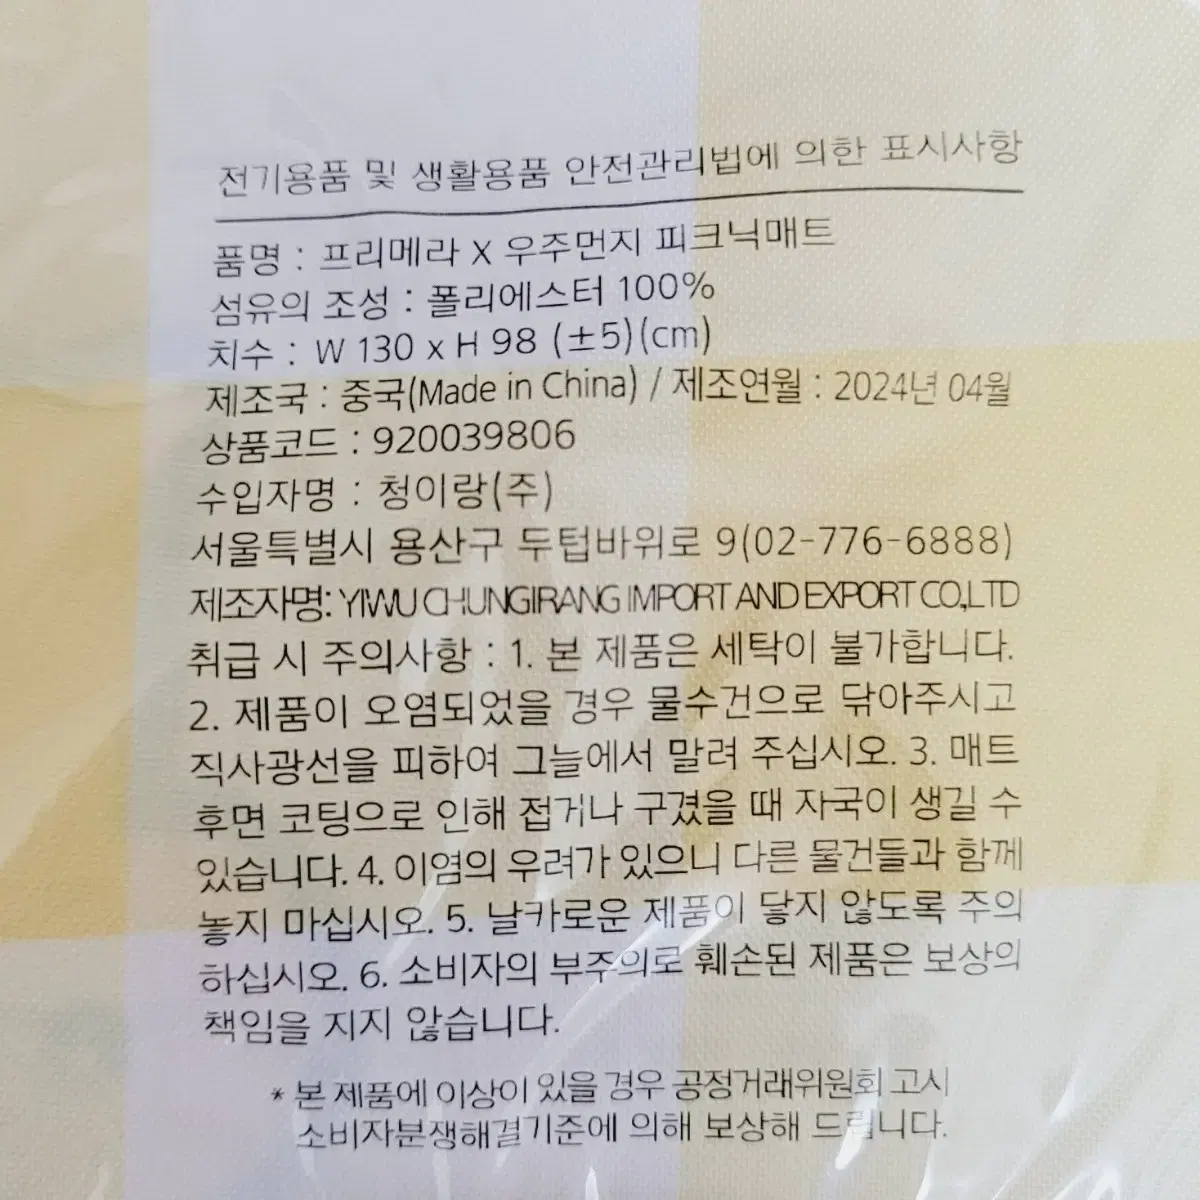 전기용품 및 생활용품 안전관리법에 의한 표시사항
품명 : 프리메라 X 우주먼지 피크닉매트
섬유의 조성 : 폴리에스터 100%
치수 : W 130 x H 98 (±5)(cm)
제조국 : 중국(Made in China) / 제조연월 : 2024년 04월
상품코드 : 920039806
수입자명 : 청이랑(주)
서울특별시 용산구 두텁바위로 9(02-776-6888)
제조자명: YIWU CHUNGIRANG IMPORT AND EXPORT CO.,LTD
취급 시 주의사항 : 1. 본 제품은 세탁이 불가합니다.
2. 제품이 오염되었을 경우 물수건으로 닦아주시고
직사광선을 피하여 그늘에서 말려 주십시오. 3. 매트
후면 코팅으로 인해 접거나 구겼을 때 자국이 생길 수
있습니다. 4. 이염의 우려가 있으니 다른 물건들과 함께
놓지 마십시오. 5. 날카로운 제품이 닿지 않도록 주의
하십시오. 6. 소비자의 부주의로 훼손된 제품은 보상의
책임을 지지 않습니다.
* 본 제품에 이상이 있을 경우 공정거래위원회 고시
소비자분쟁해결기준에 의해 보상해 드립니다.